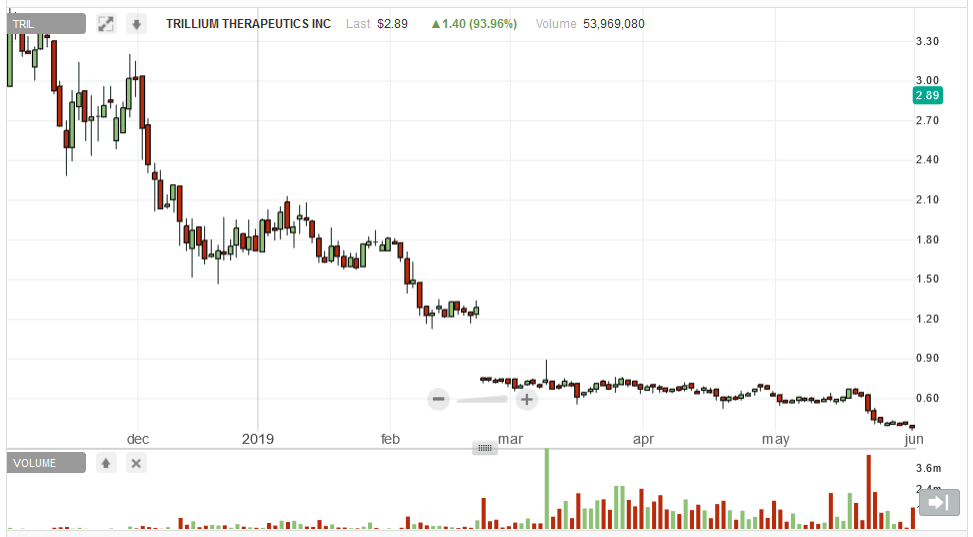 TRIL TRILLIUM THERAPEUTICS INC Last $2.89 ▲1.40 (93.96%) Volume 53,969,080
3.30
3.00
2.89
2.70
2.40
2.10
1.80
1.50
1.20
0.90
0.60
dec 2019 feb mar apr may jun
VOLUME
3.6m
2.4m